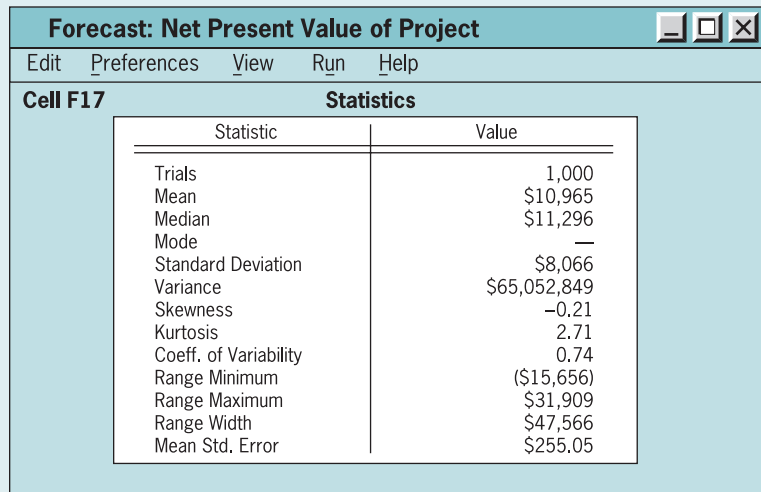 Forecast: Net Present Value of Project
Edit Preferences View Run Help
Cell F17 Statistics
Statistic Value
Trials 1,000
Mean $10,965
Median $11,296
Mode —
Standard Deviation $8,066
Variance $65,052,849
Skewness –0.21
Kurtosis 2.71
Coeff. of Variability 0.74
Range Minimum ($15,656)
Range Maximum $31,909
Range Width $47,566
Mean Std. Error $255.05